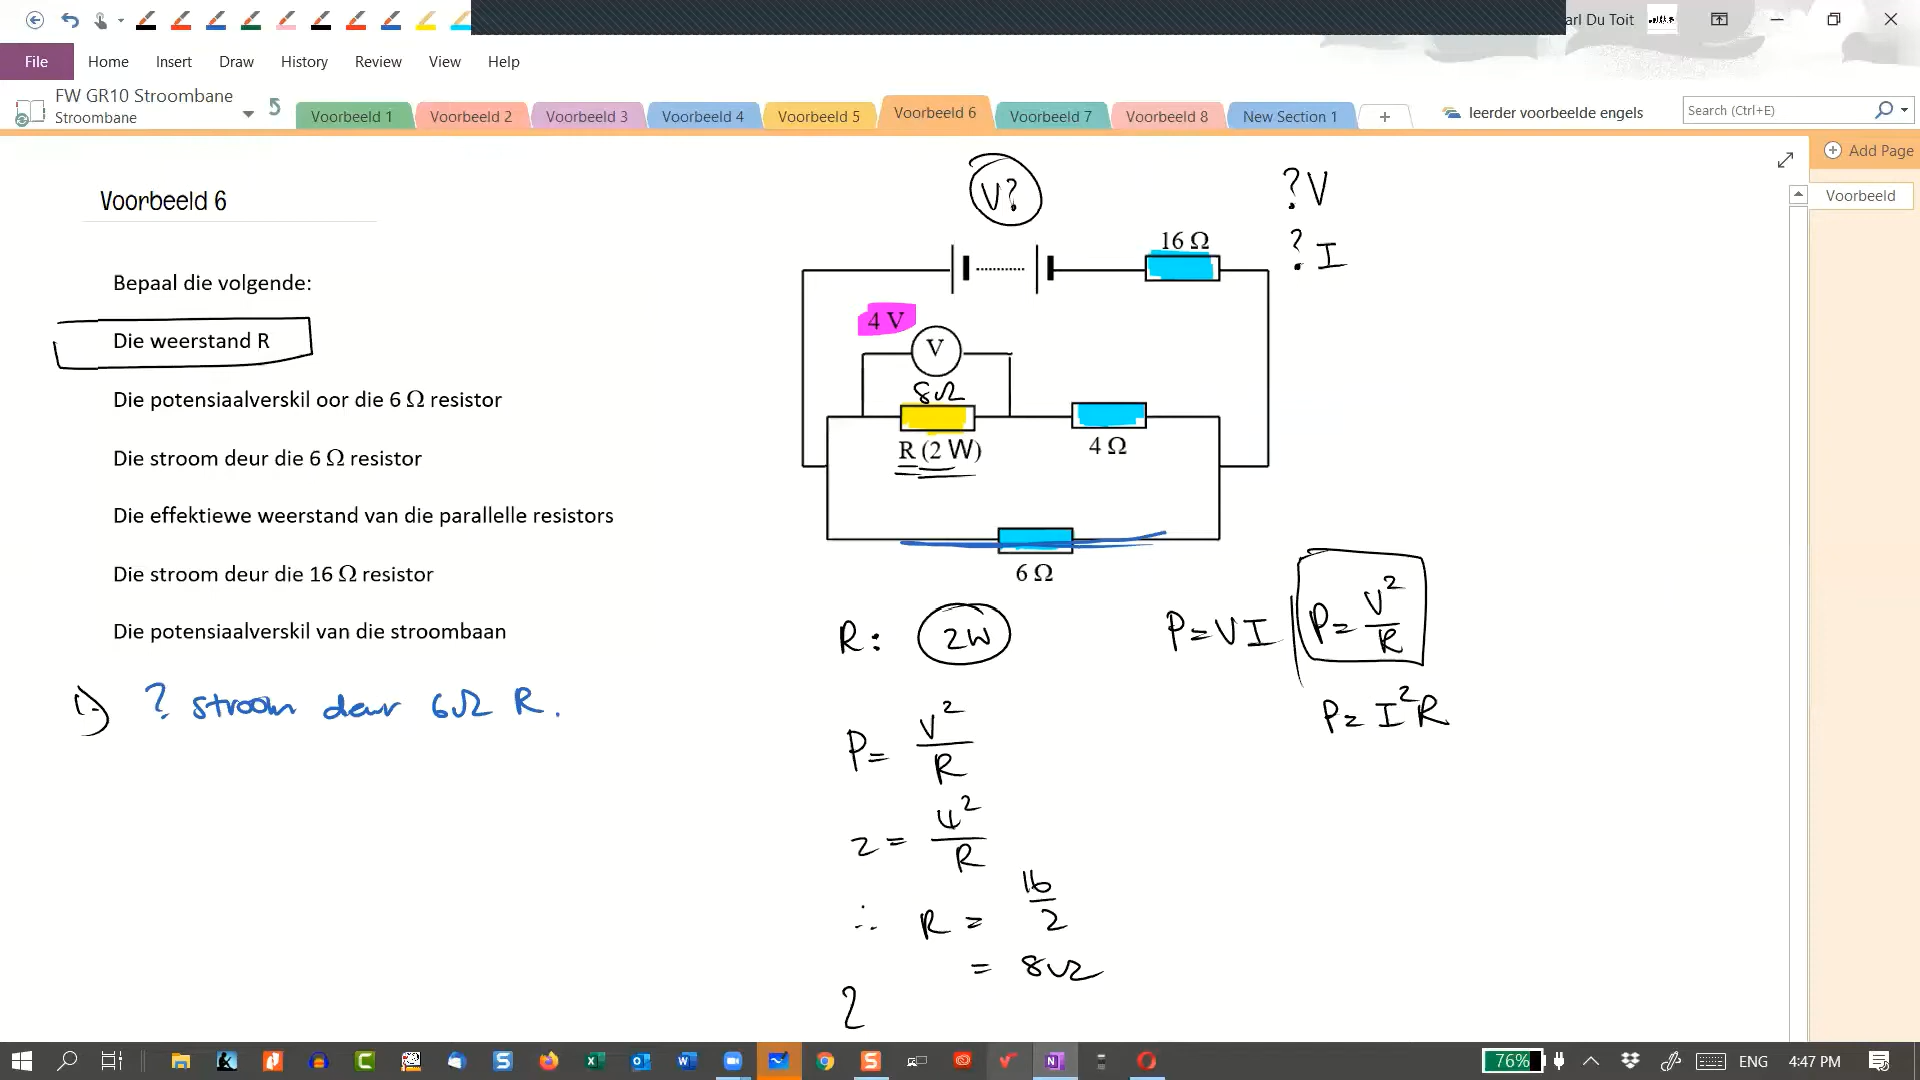 arl Du Toit
File Home Insert Draw History Review View Help
FW GR10 Stroombane
Stroombane
Voorbeeld 1 Voorbeeld 2 Voorbeeld 3 Voorbeeld 4 Voorbeeld 5 Voorbeeld 6 Voorbeeld 7 Voorbeeld 8 New Section 1 + leerder voorbeelde engels Search (Ctrl+E)
Add Page
Voorbeeld
Voorbeeld 6
Bepaal die volgende:
Die weerstand R
Die potensiaalverskil oor die 6 Ω resistor
Die stroom deur die 6 Ω resistor
Die effektiewe weerstand van die parallelle resistors
Die stroom deur die 16 Ω resistor
Die potensiaalverskil van die stroombaan
? stroom deur 6Ω R.
V?
?V
? I
16 Ω
4 V
V
8Ω
R (2 W)
4 Ω
6 Ω
R: 2W
P=VI
P= V²
R
P= I²R
P= V²
R
2= 4²
R
∴ R = 16
2
= 8Ω
2
76% ENG 4:47 PM